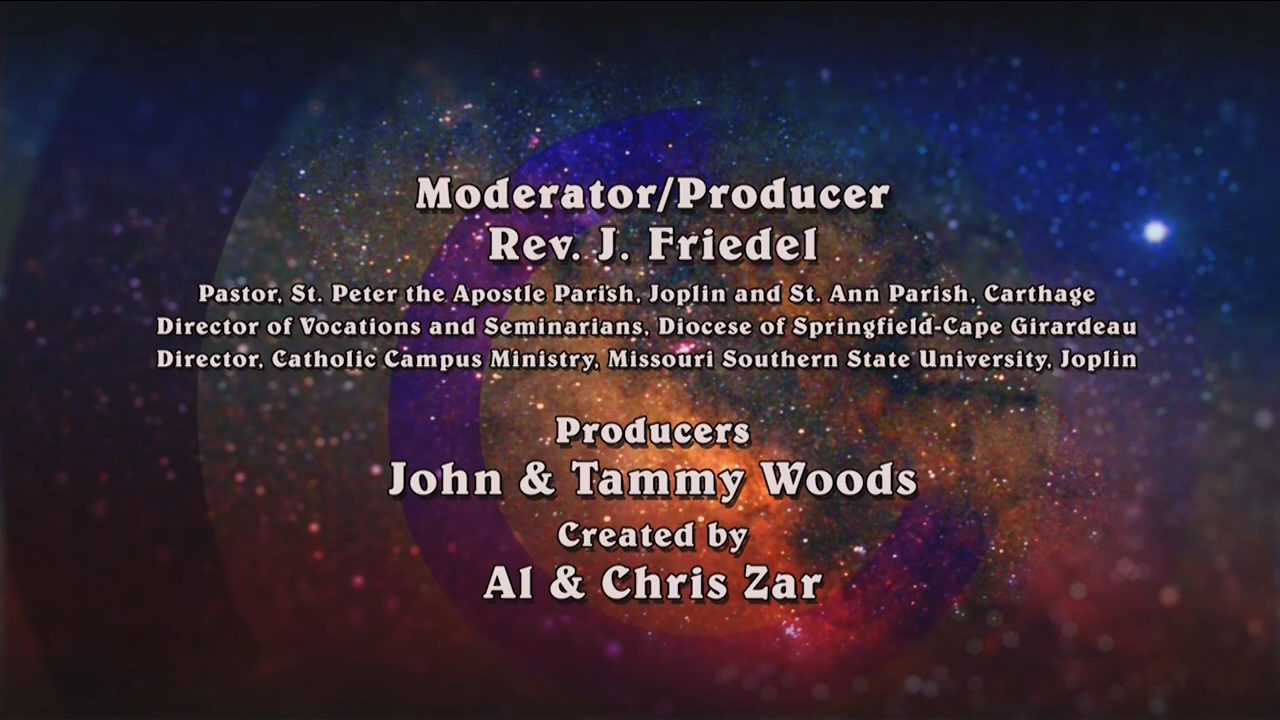 Moderator/Producer
Rev. J. Friedel
Pastor, St. Peter the Apostle Parish, Joplin and St. Ann Parish, Carthage
Director of Vocations and Seminarians, Diocese of Springfield-Cape Girardeau
Director, Catholic Campus Ministry, Missouri Southern State University, Joplin
Producers
John & Tammy Woods
Created by
Al & Chris Zar